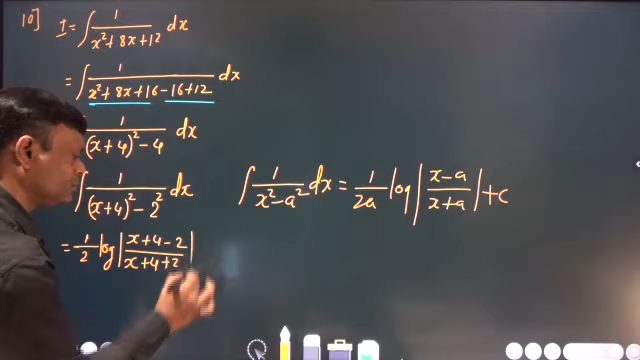 10] I = ∫ 1/(x²+8x+12) dx
= ∫ 1/(x²+8x+16-16+12) dx
∫ 1/((x+4)²-4) dx
∫ 1/((x+4)²-2²) dx
∫ 1/(x²-a²) dx = 1/2a log |(x-a)/(x+a)| + c
= 1/2 log |(x+4-2)/(x+4+2)|